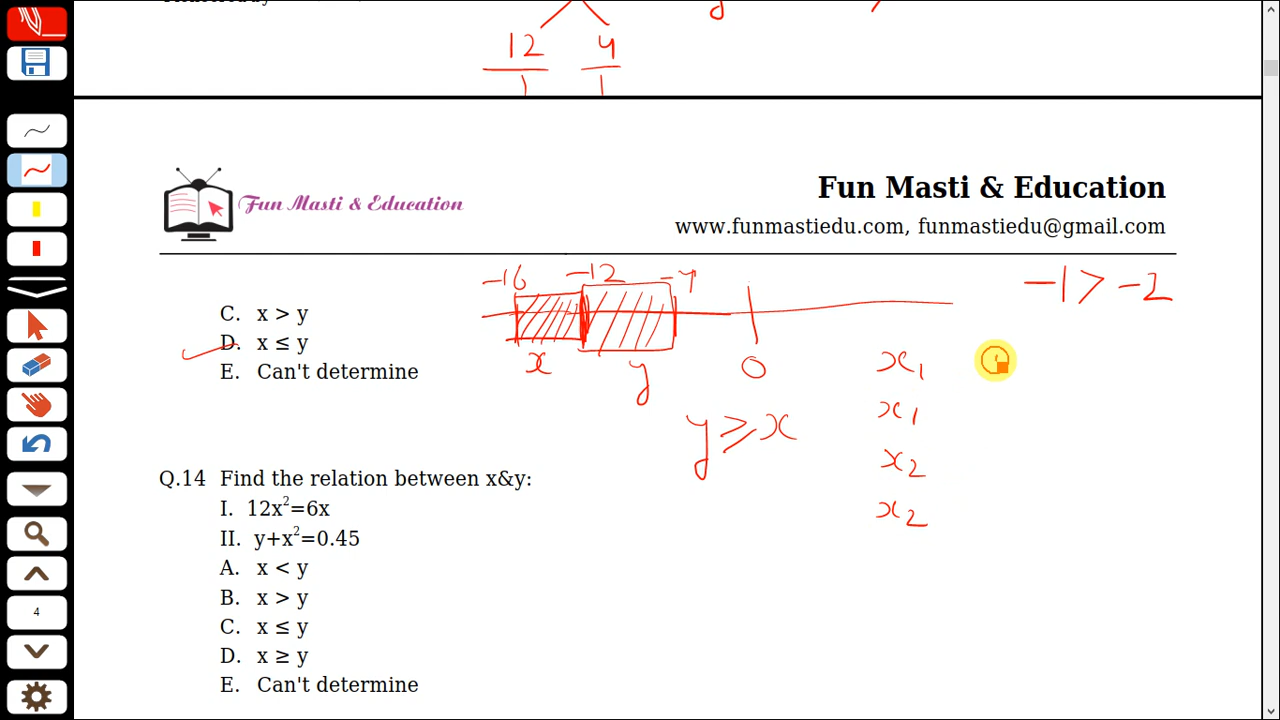 12 4
1 1
Fun Masti & Education
Fun Masti & Education
www.funmastiedu.com, funmastiedu@gmail.com
-16 -12 -4
-1 > -2
C. x > y
D. x ≤ y
E. Can't determine
x y 0
y ≥ x
x₁
x₁
x₂
x₂
Q.14 Find the relation between x&y:
I. 12x²=6x
II. y+x²=0.45
A. x < y
B. x > y
C. x ≤ y
D. x ≥ y
E. Can't determine
4